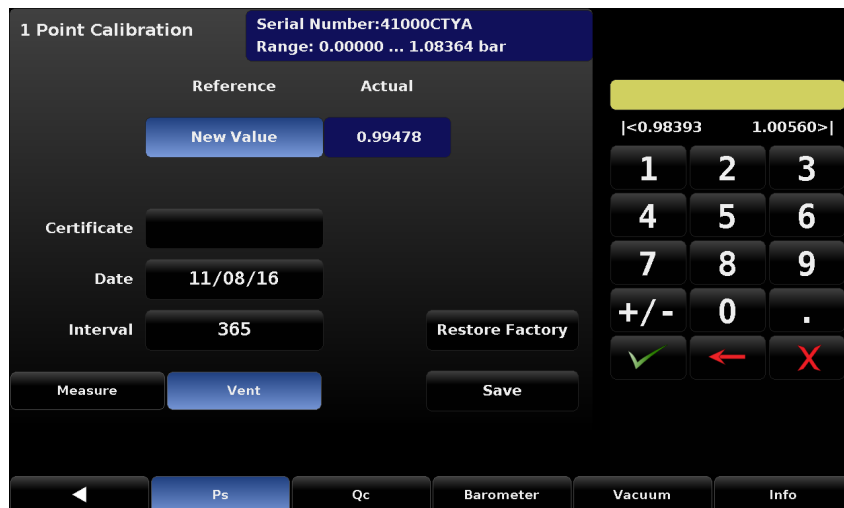 1 Point Calibration
Serial Number:41000CTYA
Range: 0.00000 ... 1.08364 bar
Reference Actual
New Value 0.99478
|<0.98393 1.00560>|
1 2 3
4 5 6
7 8 9
+/- 0 .
Certificate
Date 11/08/16
Interval 365
Restore Factory
X
Measure Vent Save
Ps Qc Barometer Vacuum Info